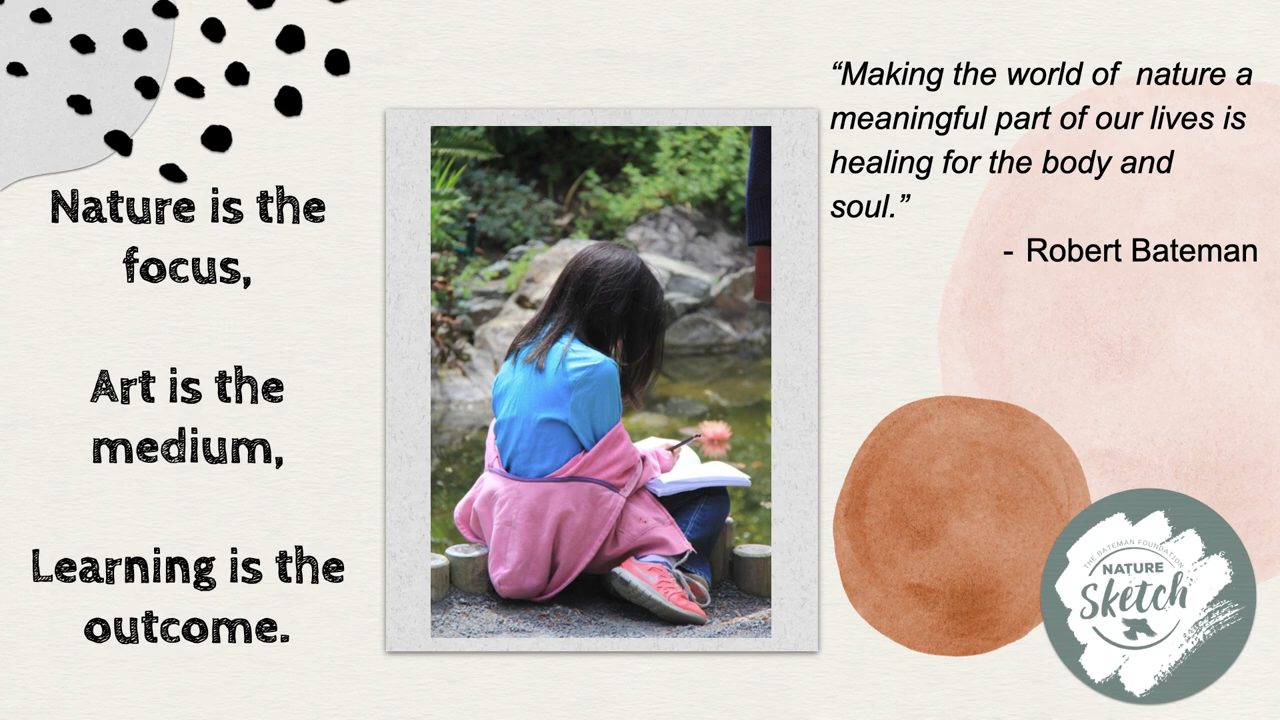 Nature is the
focus,
Art is the
medium,
Learning is the
outcome.
“Making the world of  nature a
meaningful part of our lives is
healing for the body and
soul.”
- Robert Bateman
THE BATEMAN FOUNDATION
NATURE
Sketch